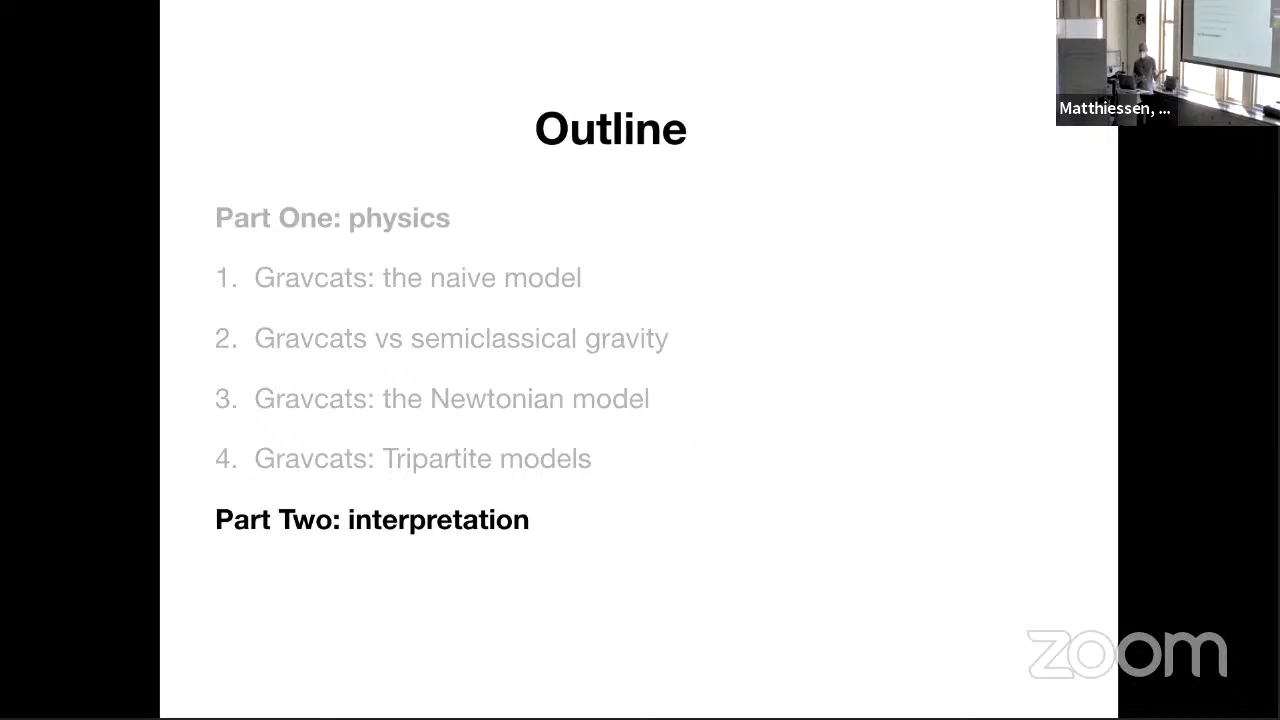 Outline
Matthiessen, ...
Part One: physics
1. Gravcats: the naive model
2. Gravcats vs semiclassical gravity
3. Gravcats: the Newtonian model
4. Gravcats: Tripartite models
Part Two: interpretation
zoom